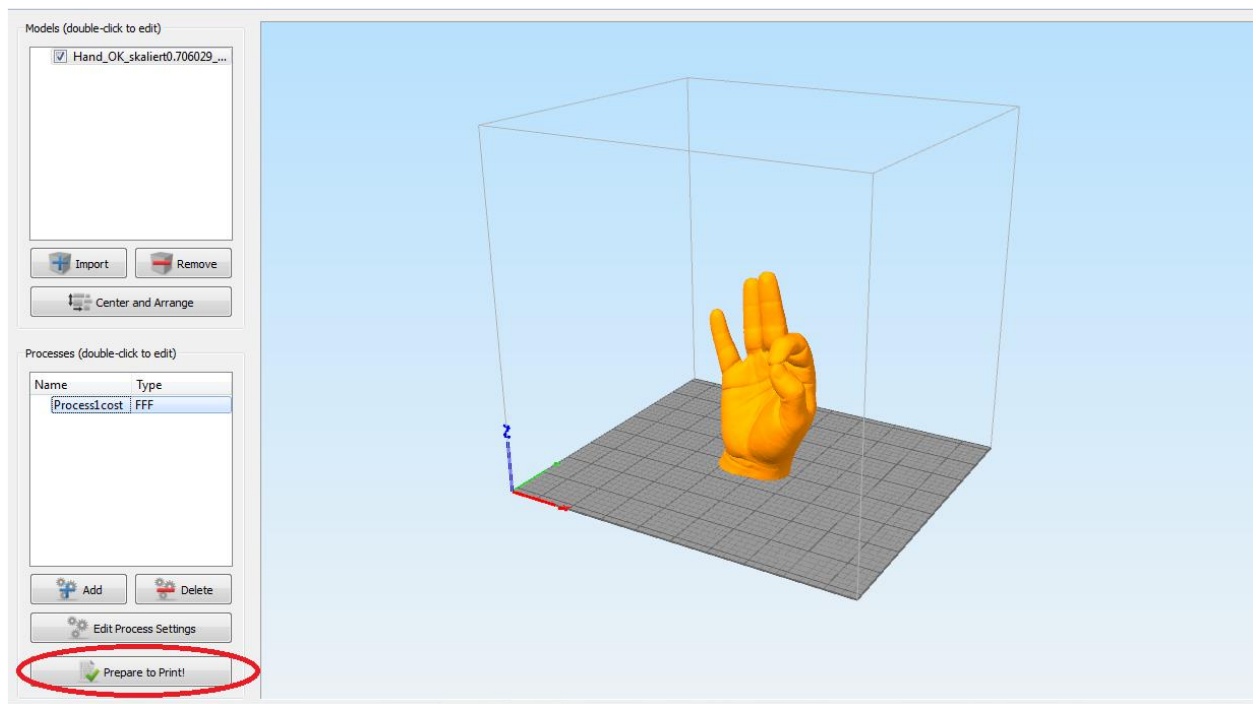 Models (double-click to edit)
Hand_OK_skaliert0.706029_...
Import
Remove
Center and Arrange
Processes (double-click to edit)
Name Type
Process1cost FFF
Add
Delete
Edit Process Settings
Prepare to Print!
Z